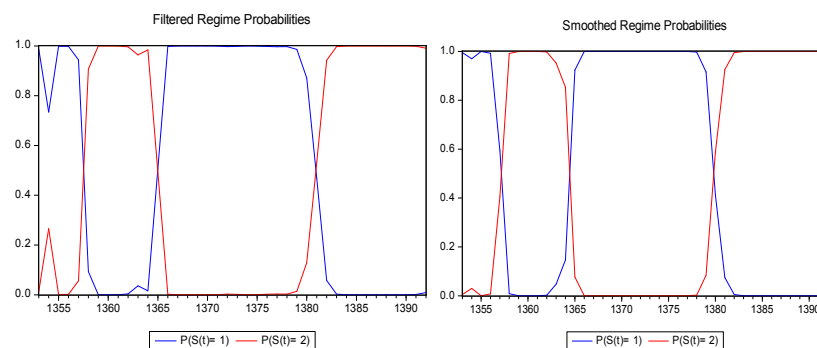 Filtered Regime Probabilities
1.0
0.8
0.6
0.4
0.2
0.0
1355 1360 1365 1370 1375 1380 1385 1390
P(S(t)= 1) P(S(t)= 2)
Smoothed Regime Probabilities
1.0
0.8
0.6
0.4
0.2
0.0
1355 1360 1365 1370 1375 1380 1385 1390
P(S(t)= 1) P(S(t)= 2)